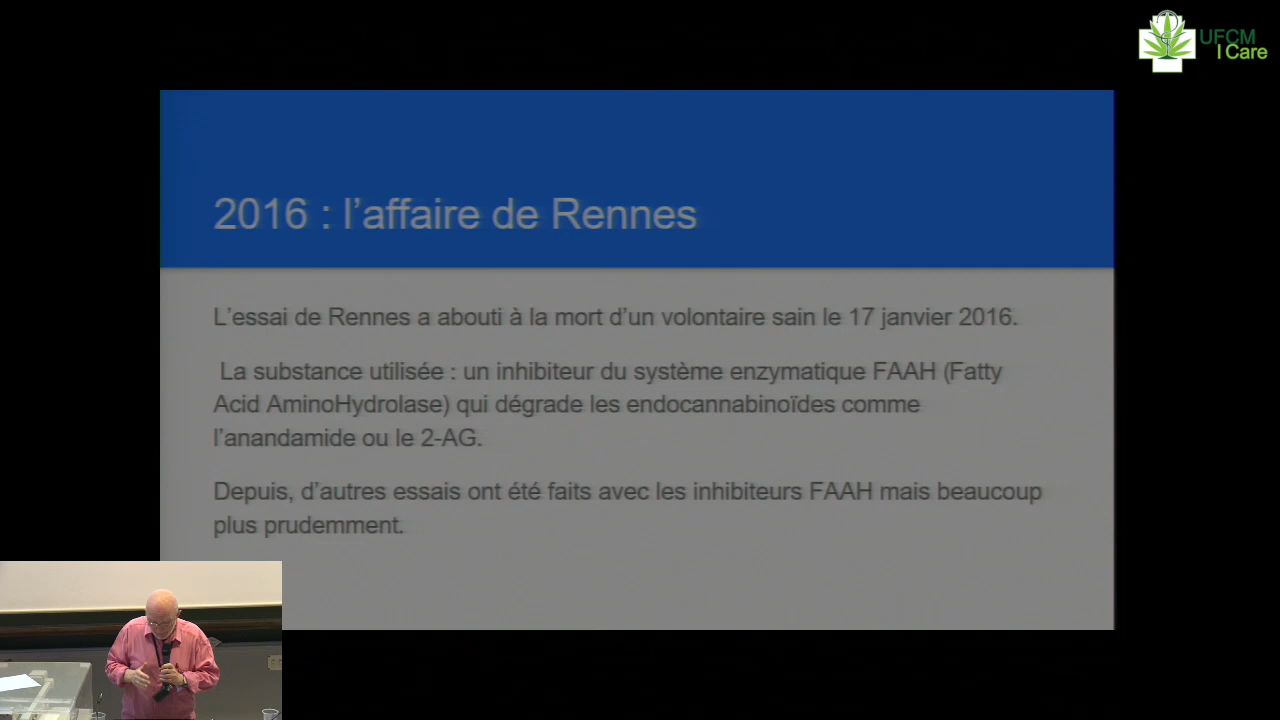 UFCM
I Care
2016 : l’affaire de Rennes
L’essai de Rennes a abouti à la mort d’un volontaire sain le 17 janvier 2016.
La substance utilisée : un inhibiteur du système enzymatique FAAH (Fatty
Acid AminoHydrolase) qui dégrade les endocannabinoïdes comme
l’anandamide ou le 2-AG.
Depuis, d’autres essais ont été faits avec les inhibiteurs FAAH mais beaucoup
plus prudemment.